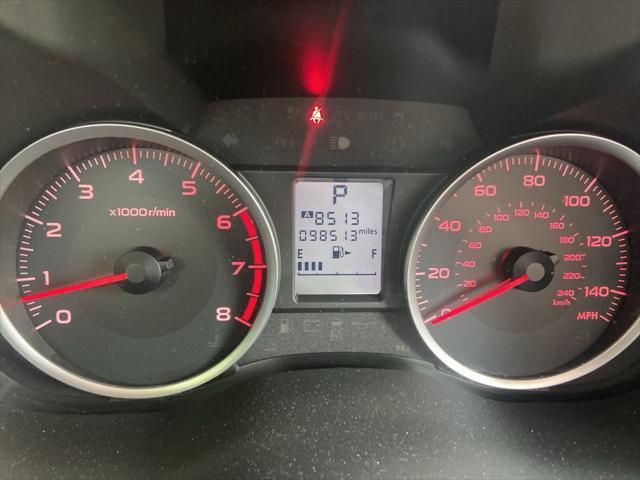 P
A 8513
098513 miles
E F
x1000r/min
0 1 2 3 4 5 6 7 8
0 20 40 60 80 100 120 140
MPH
20 40 60 80 100 120 140 160 180 200 220 240
km/h